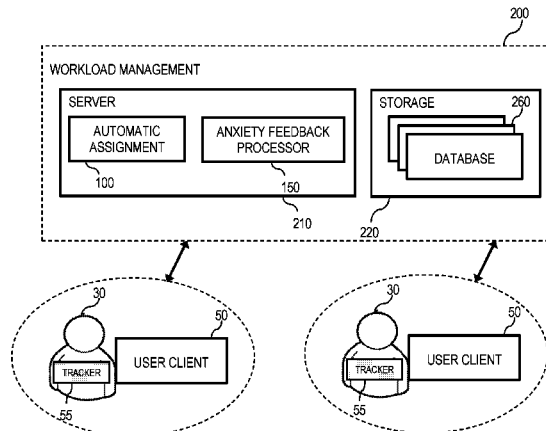 200
WORKLOAD MANAGEMENT
SERVER
STORAGE
260
AUTOMATIC
ASSIGNMENT
ANXIETY FEEDBACK
PROCESSOR
DATABASE
100
150
210
220
30
50
30
50
USER CLIENT
USER CLIENT
TRACKER
TRACKER
55
55